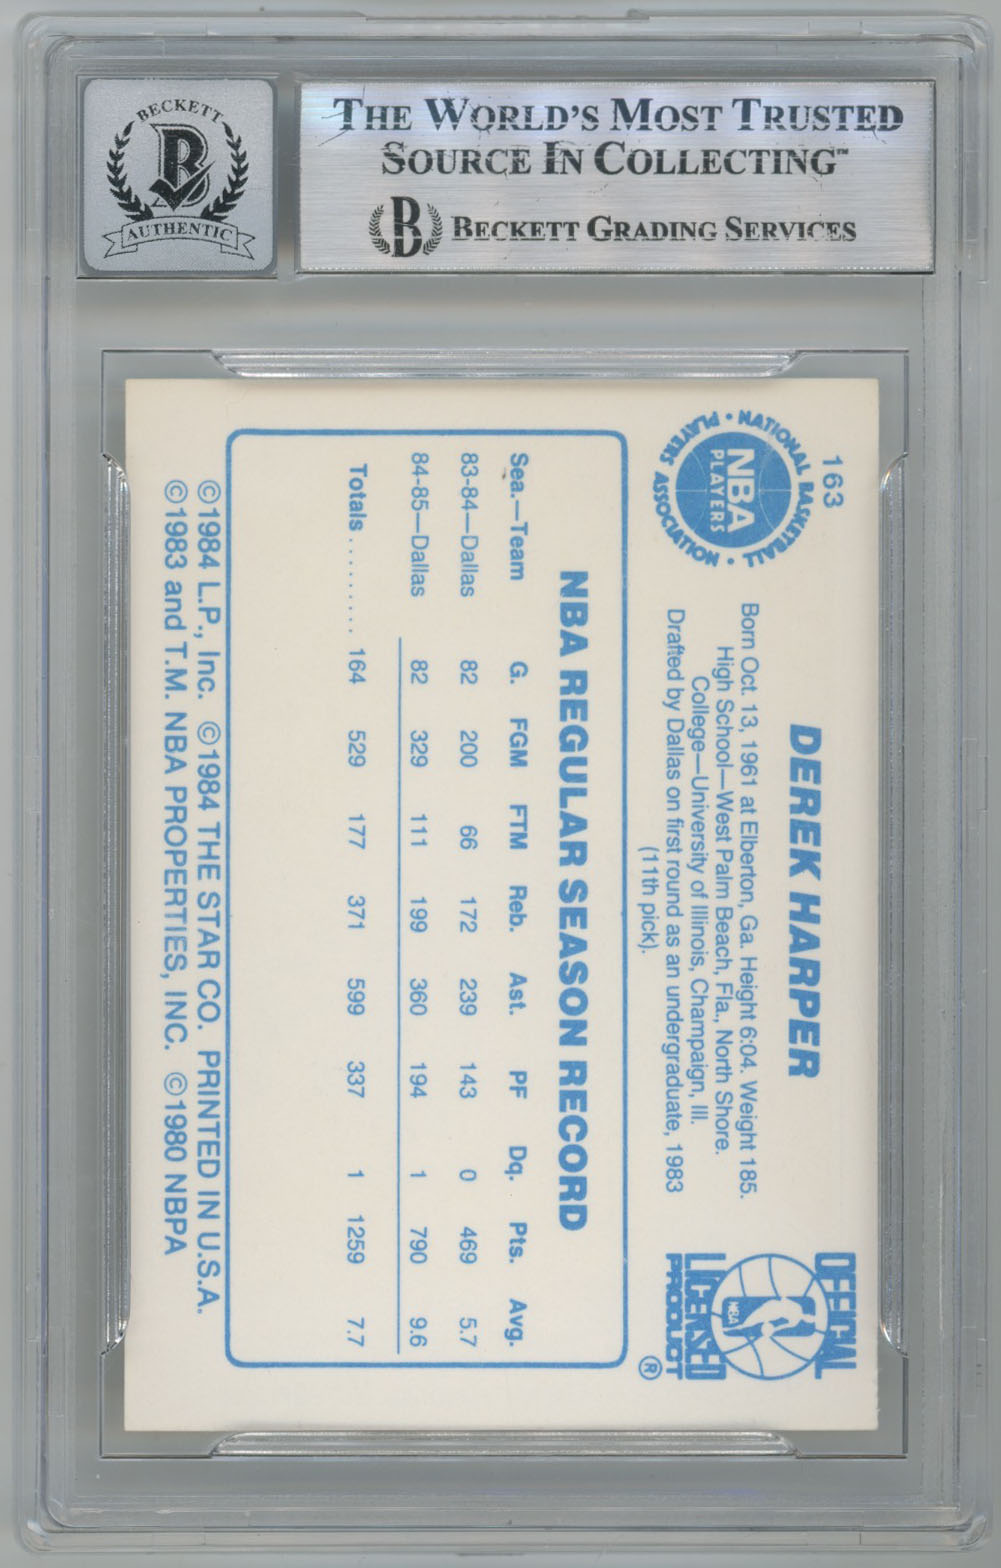 BECKETT
AUTHENTIC
THE WORLD'S MOST TRUSTED
SOURCE IN COLLECTING™
BECKETT GRADING SERVICES
163
NATIONAL BASKETBALL PLAYERS ASSOCIATION
NBA
PLAYERS
DEREK HARPER
Born Oct. 13, 1961 at Elberton, Ga. Height 6:04. Weight 185.
High School—West Palm Beach, Fla., North Shore.
College—University of Illinois, Champaign, Ill.
Drafted by Dallas on first round as an undergraduate, 1983
(11th pick).
OFFICIAL
NBA
LICENSED
PRODUCT
®
NBA REGULAR SEASON RECORD
Sea.—Team G. FGM FTM Reb. Ast. PF Dq. Pts. Avg.
83-84—Dallas 82 200 66 172 239 143 0 469 5.7
84-85—Dallas 82 329 111 199 360 194 1 790 9.6
Totals . . . . . . . . 164 529 177 371 599 337 1 1259 7.7
©1984 L.P., Inc. ©1984 THE STAR CO. PRINTED IN U.S.A.
©1983 and T.M. NBA PROPERTIES, INC. ©1980 NBPA